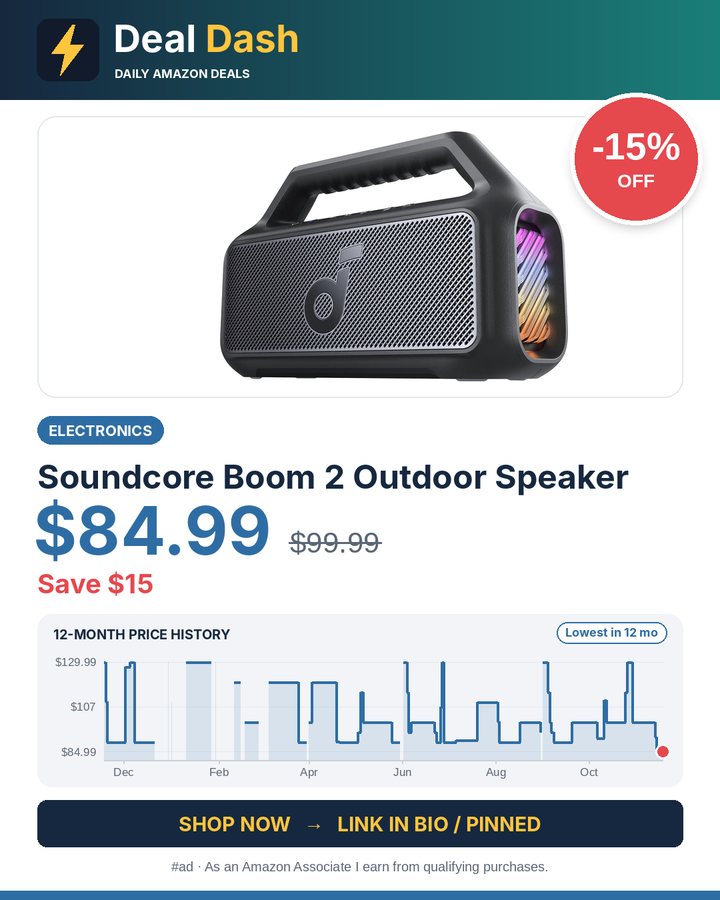 Deal Dash
DAILY AMAZON DEALS
-15%
OFF
ELECTRONICS
Soundcore Boom 2 Outdoor Speaker
$84.99 $99.99
Save $15
12-MONTH PRICE HISTORY
Lowest in 12 mo
$129.99
$107
$84.99
Dec Feb Apr Jun Aug Oct
SHOP NOW → LINK IN BIO / PINNED
#ad · As an Amazon Associate I earn from qualifying purchases.